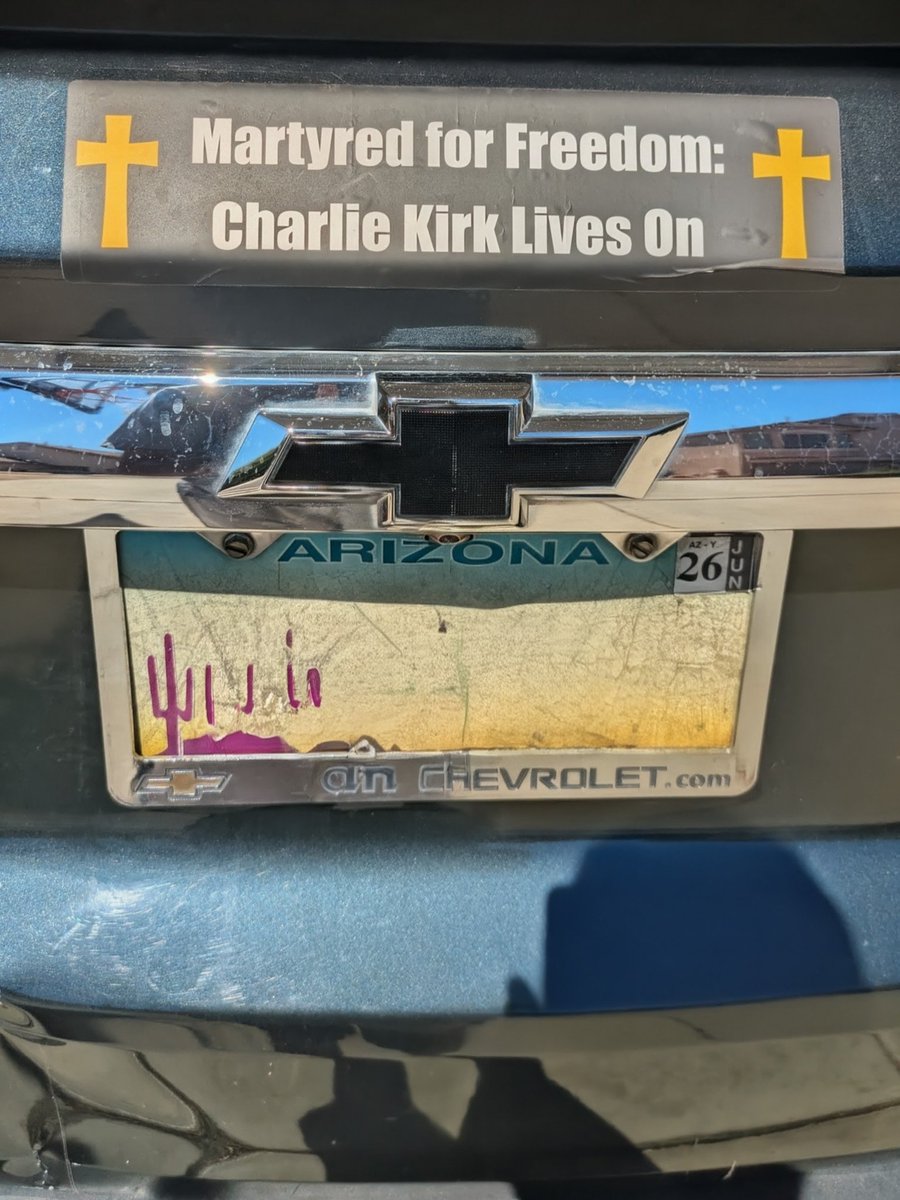 Martyred for Freedom:
Charlie Kirk Lives On
ARIZONA
AZ - Y
26
JUN
CHEVROLET.com